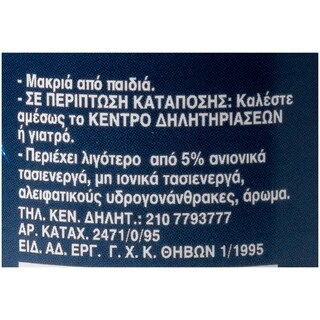 - Μακριά από παιδιά.
- ΣΕ ΠΕΡΙΠΤΩΣΗ ΚΑΤΑΠΟΣΗΣ: Καλέστε
αμέσως το ΚΕΝΤΡΟ ΔΗΛΗΤΗΡΙΑΣΕΩΝ
ή γιατρό.
-Περιέχει λιγότερο από 5% ανιονικά
τασιενεργά, μη ιονικά τασιενεργά,
αλειφατικούς υδρογονάνθρακες, άρωμα.
ΤΗΛ. ΚΕΝ. ΔΗΛΗΤ.: 210 7793777
ΑΡ. ΚΑΤΑΧ. 2471/0/95
ΕΙΔ. ΑΔ. ΕΡΓ. Γ. Χ. Κ. ΘΗΒΩΝ 1/1995